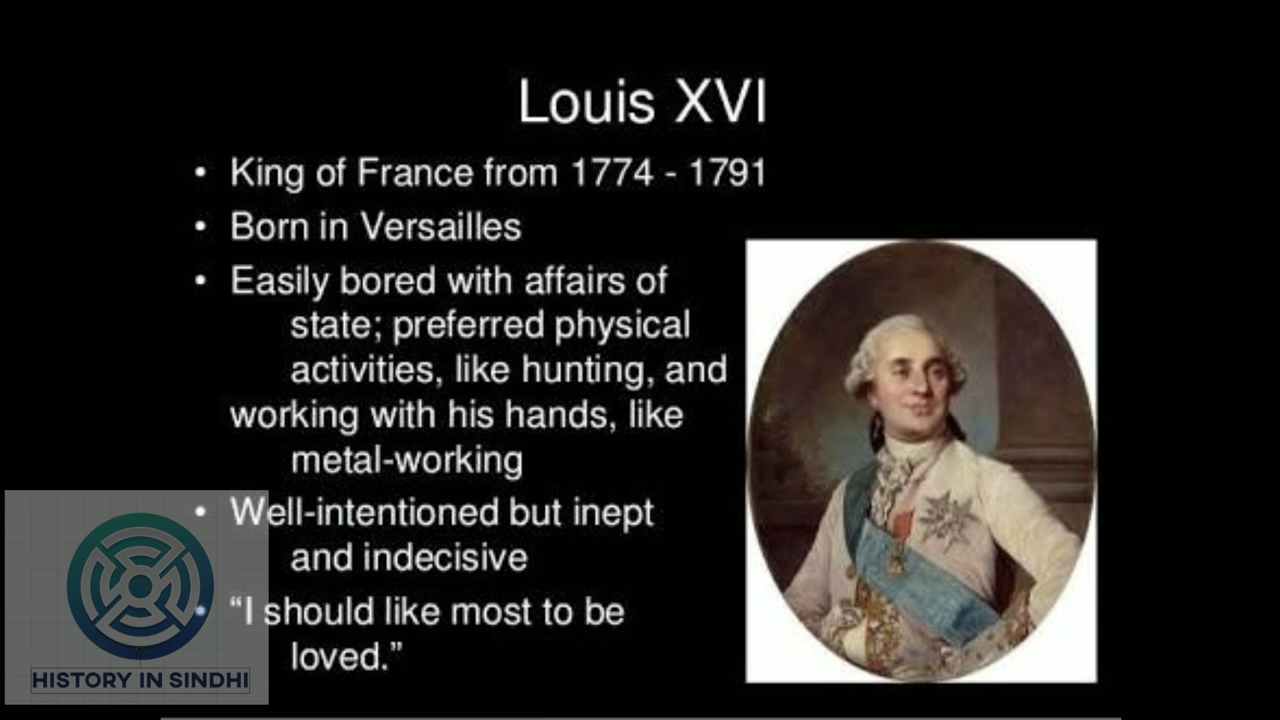 Louis XVI
• King of France from 1774 - 1791
• Born in Versailles
• Easily bored with affairs of
state; preferred physical
activities, like hunting, and
working with his hands, like
metal-working
• Well-intentioned but inept
and indecisive
• “I should like most to be
loved.”
HISTORY IN SINDHI